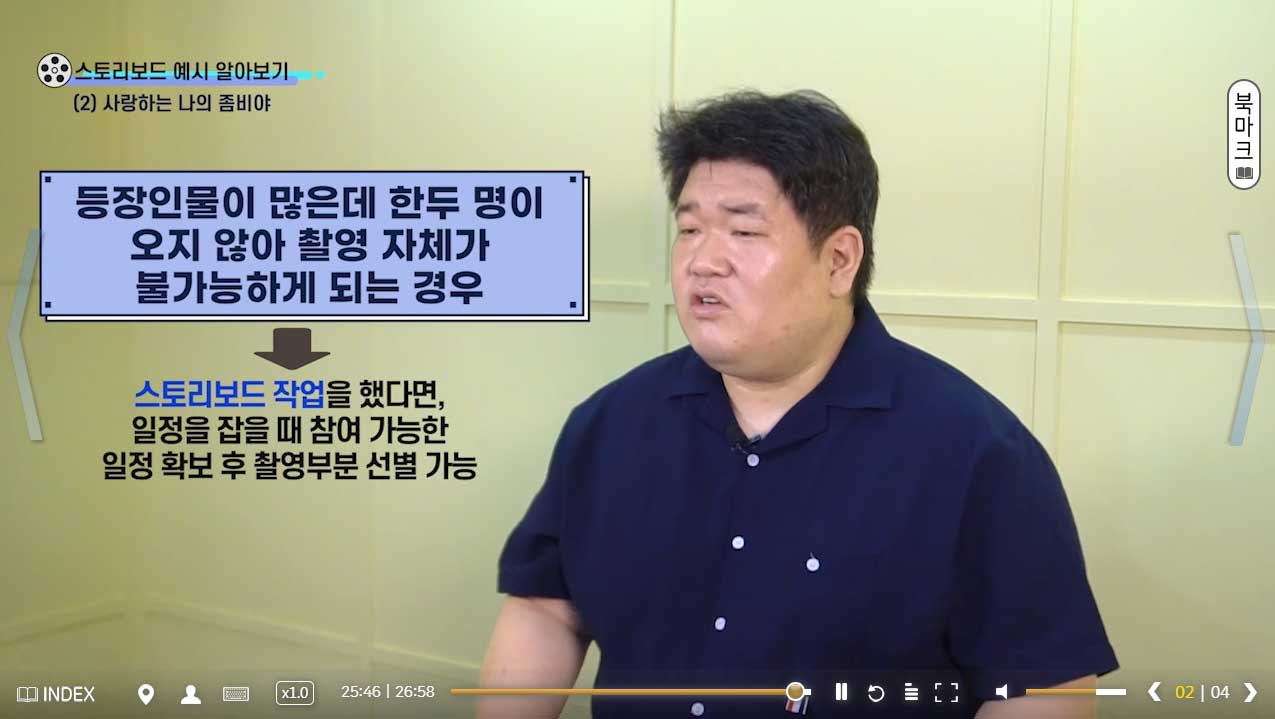 스토리보드 예시 알아보기
(2) 사랑하는 나의 좀비야
북마크
등장인물이 많은데 한두 명이
오지 않아 촬영 자체가
불가능하게 되는 경우
스토리보드 작업을 했다면,
일정을 잡을 때 참여 가능한
일정 확보 후 촬영부분 선별 가능
INDEX x1.0 25:46 | 26:58 02 | 04